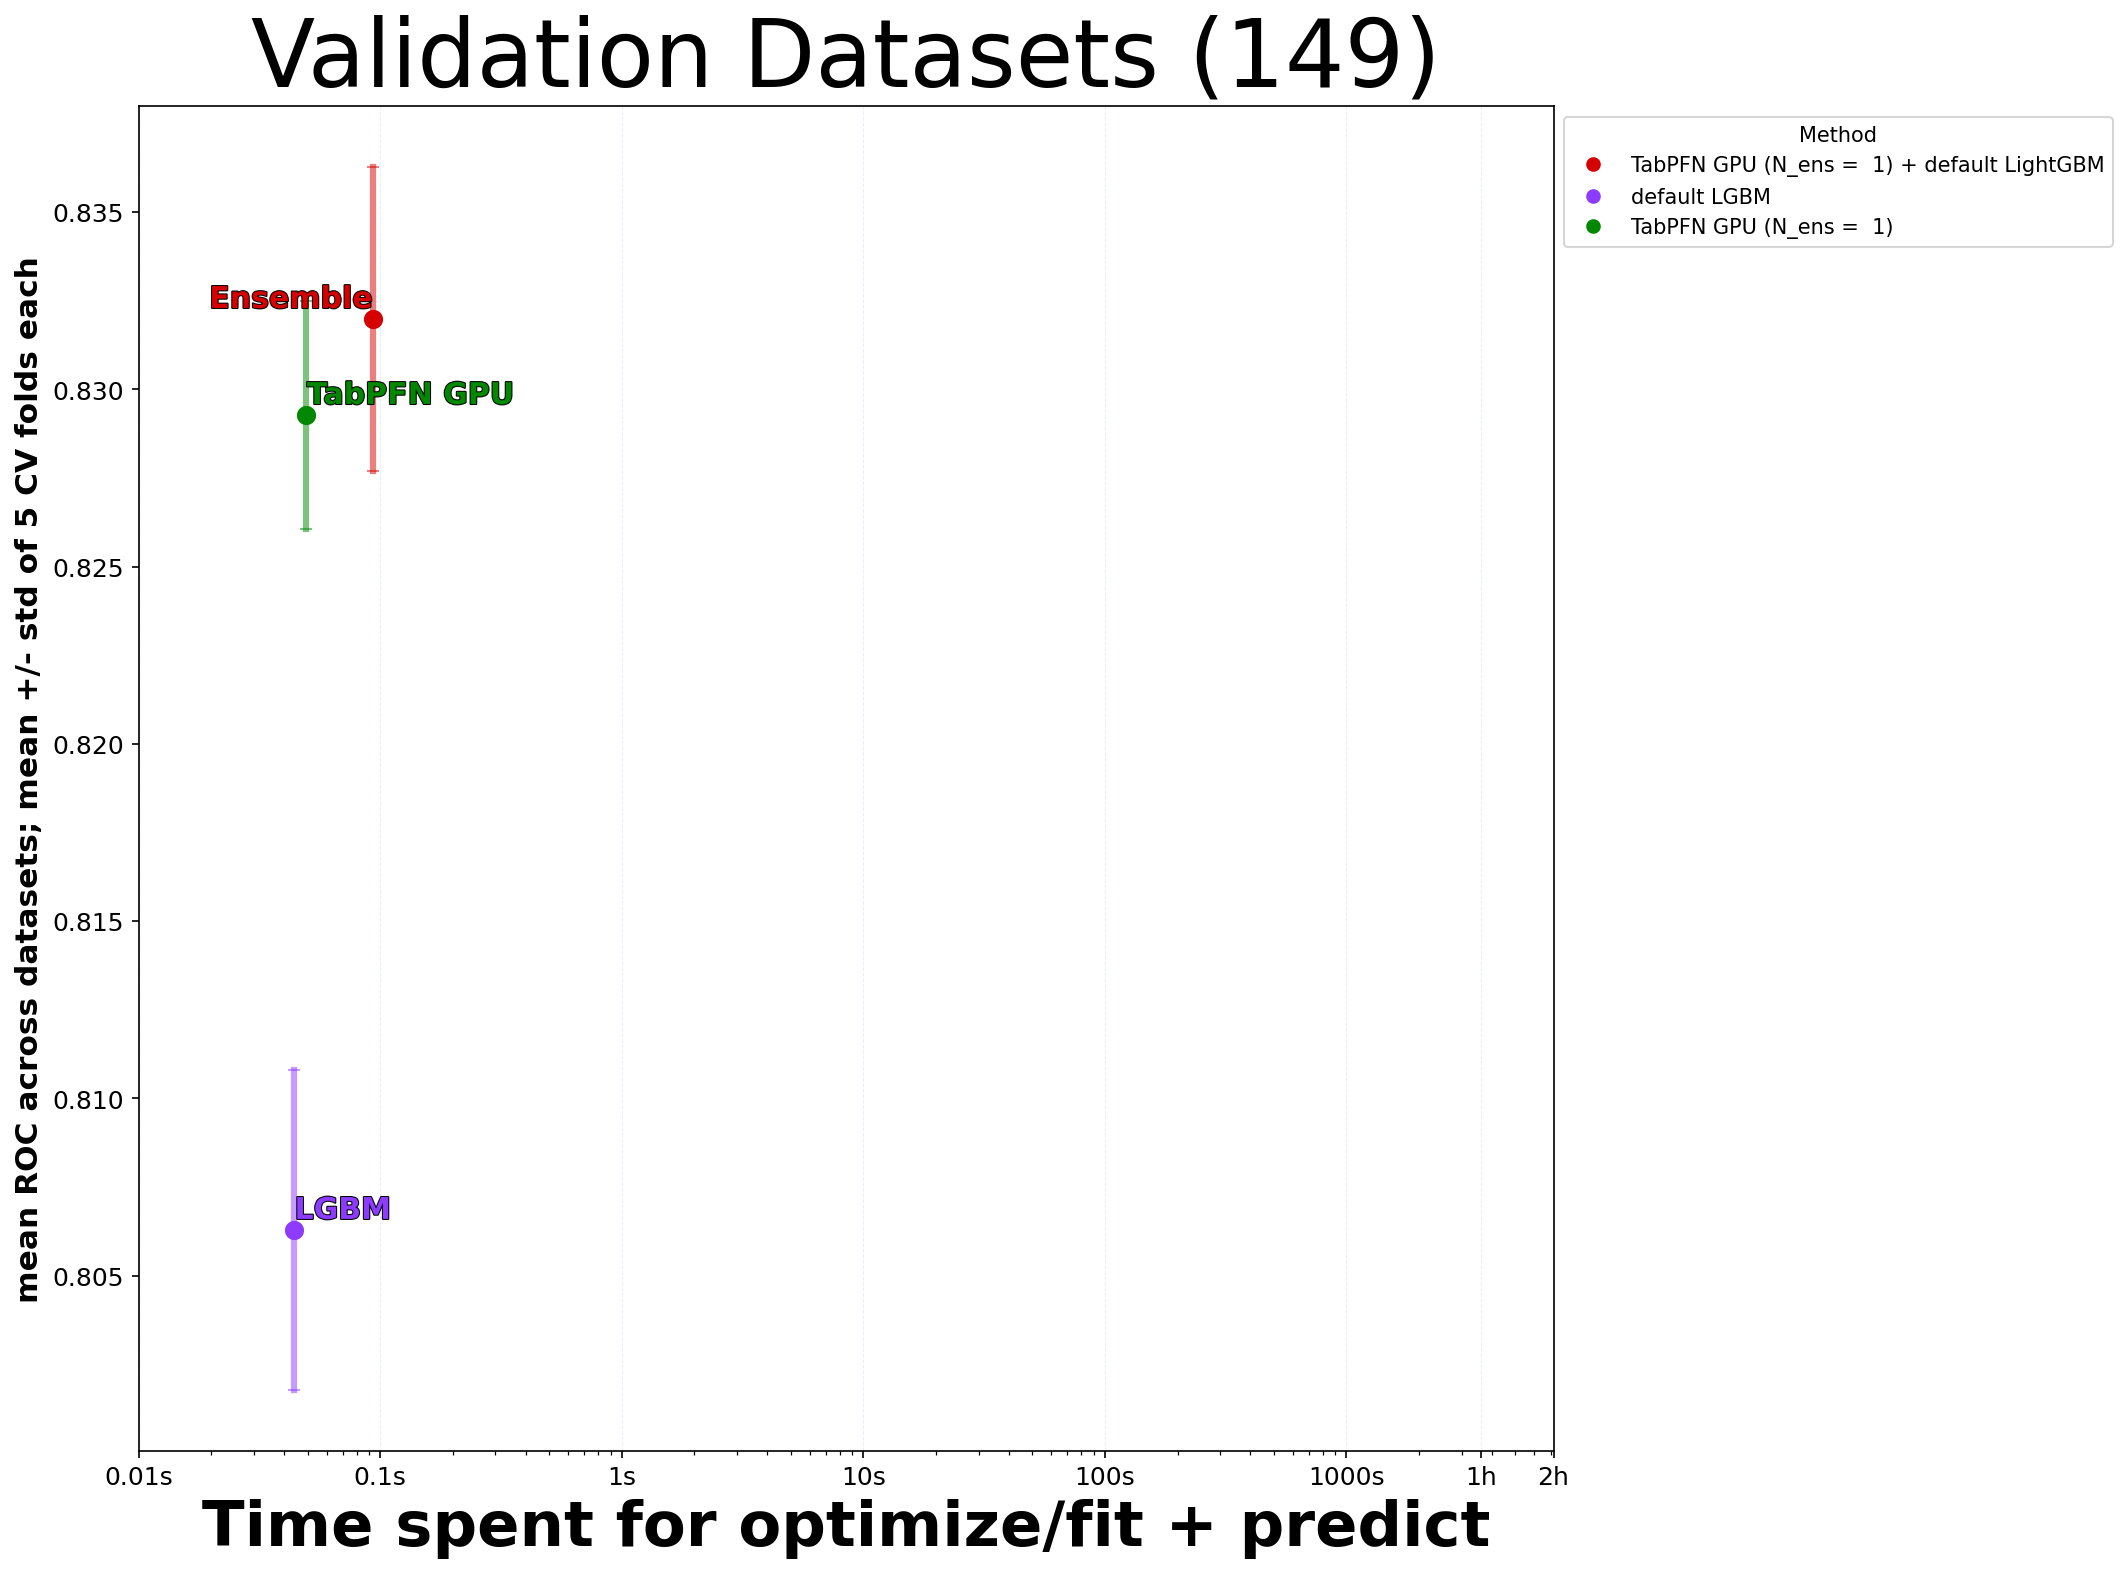 Validation Datasets (149)
mean ROC across datasets; mean +/- std of 5 CV folds each
0.835
0.830
0.825
0.820
0.815
0.810
0.805
Ensemble
TabPFN GPU
LGBM
Method
TabPFN GPU (N_ens =  1) + default LightGBM
default LGBM
TabPFN GPU (N_ens =  1)
0.01s 0.1s 1s 10s 100s 1000s 1h 2h
Time spent for optimize/fit + predict